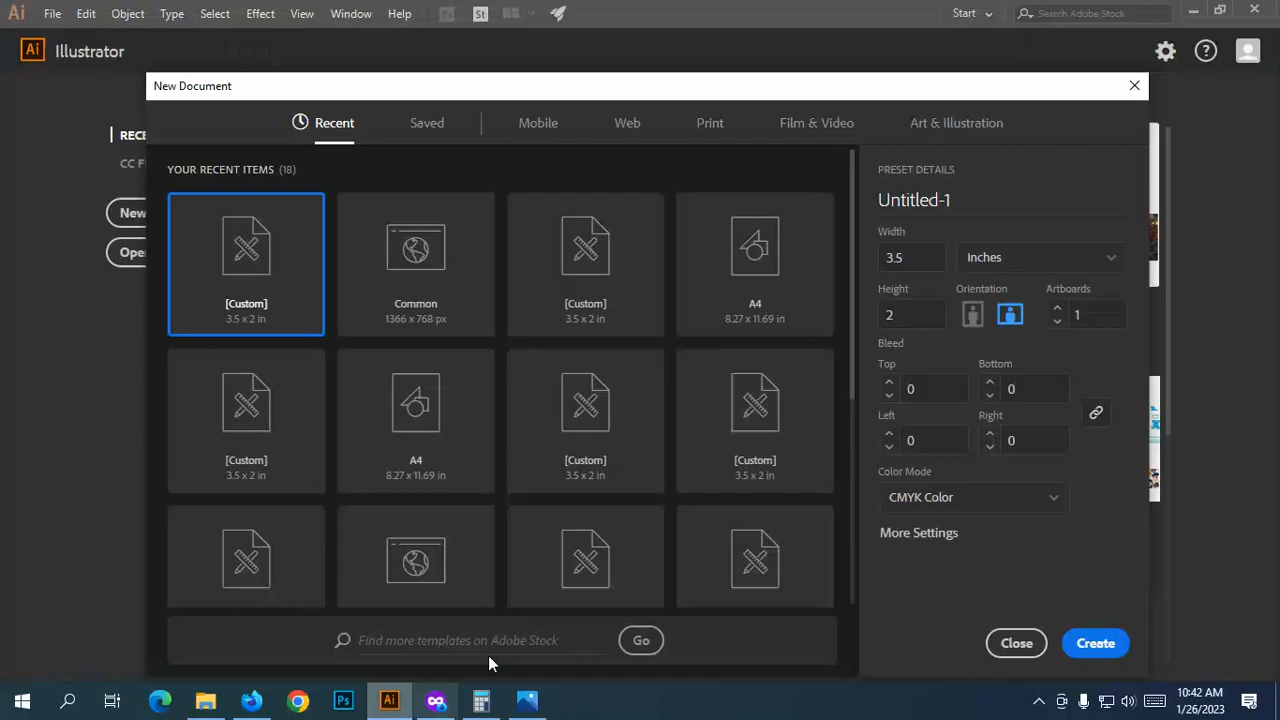 Ai File Edit Object Type Select Effect View Window Help Br St Start Search Adobe Stock
Ai Illustrator
New Document
Recent Saved Mobile Web Print Film & Video Art & Illustration
RECE
CC F
New
Ope
YOUR RECENT ITEMS (18)
[Custom] Common [Custom] A4
3.5 x 2 in 1366 x 768 px 3.5 x 2 in 8.27 x 11.69 in
[Custom] A4 [Custom] [Custom]
3.5 x 2 in 8.27 x 11.69 in 3.5 x 2 in 3.5 x 2 in
Find more templates on Adobe Stock Go
PRESET DETAILS
Untitled-1
Width
3.5 Inches
Height Orientation Artboards
2 1
Bleed
Top Bottom
0 0
Left Right
0 0
Color Mode
CMYK Color
More Settings
Close Create
Ps Ai
10:42 AM
1/26/2023